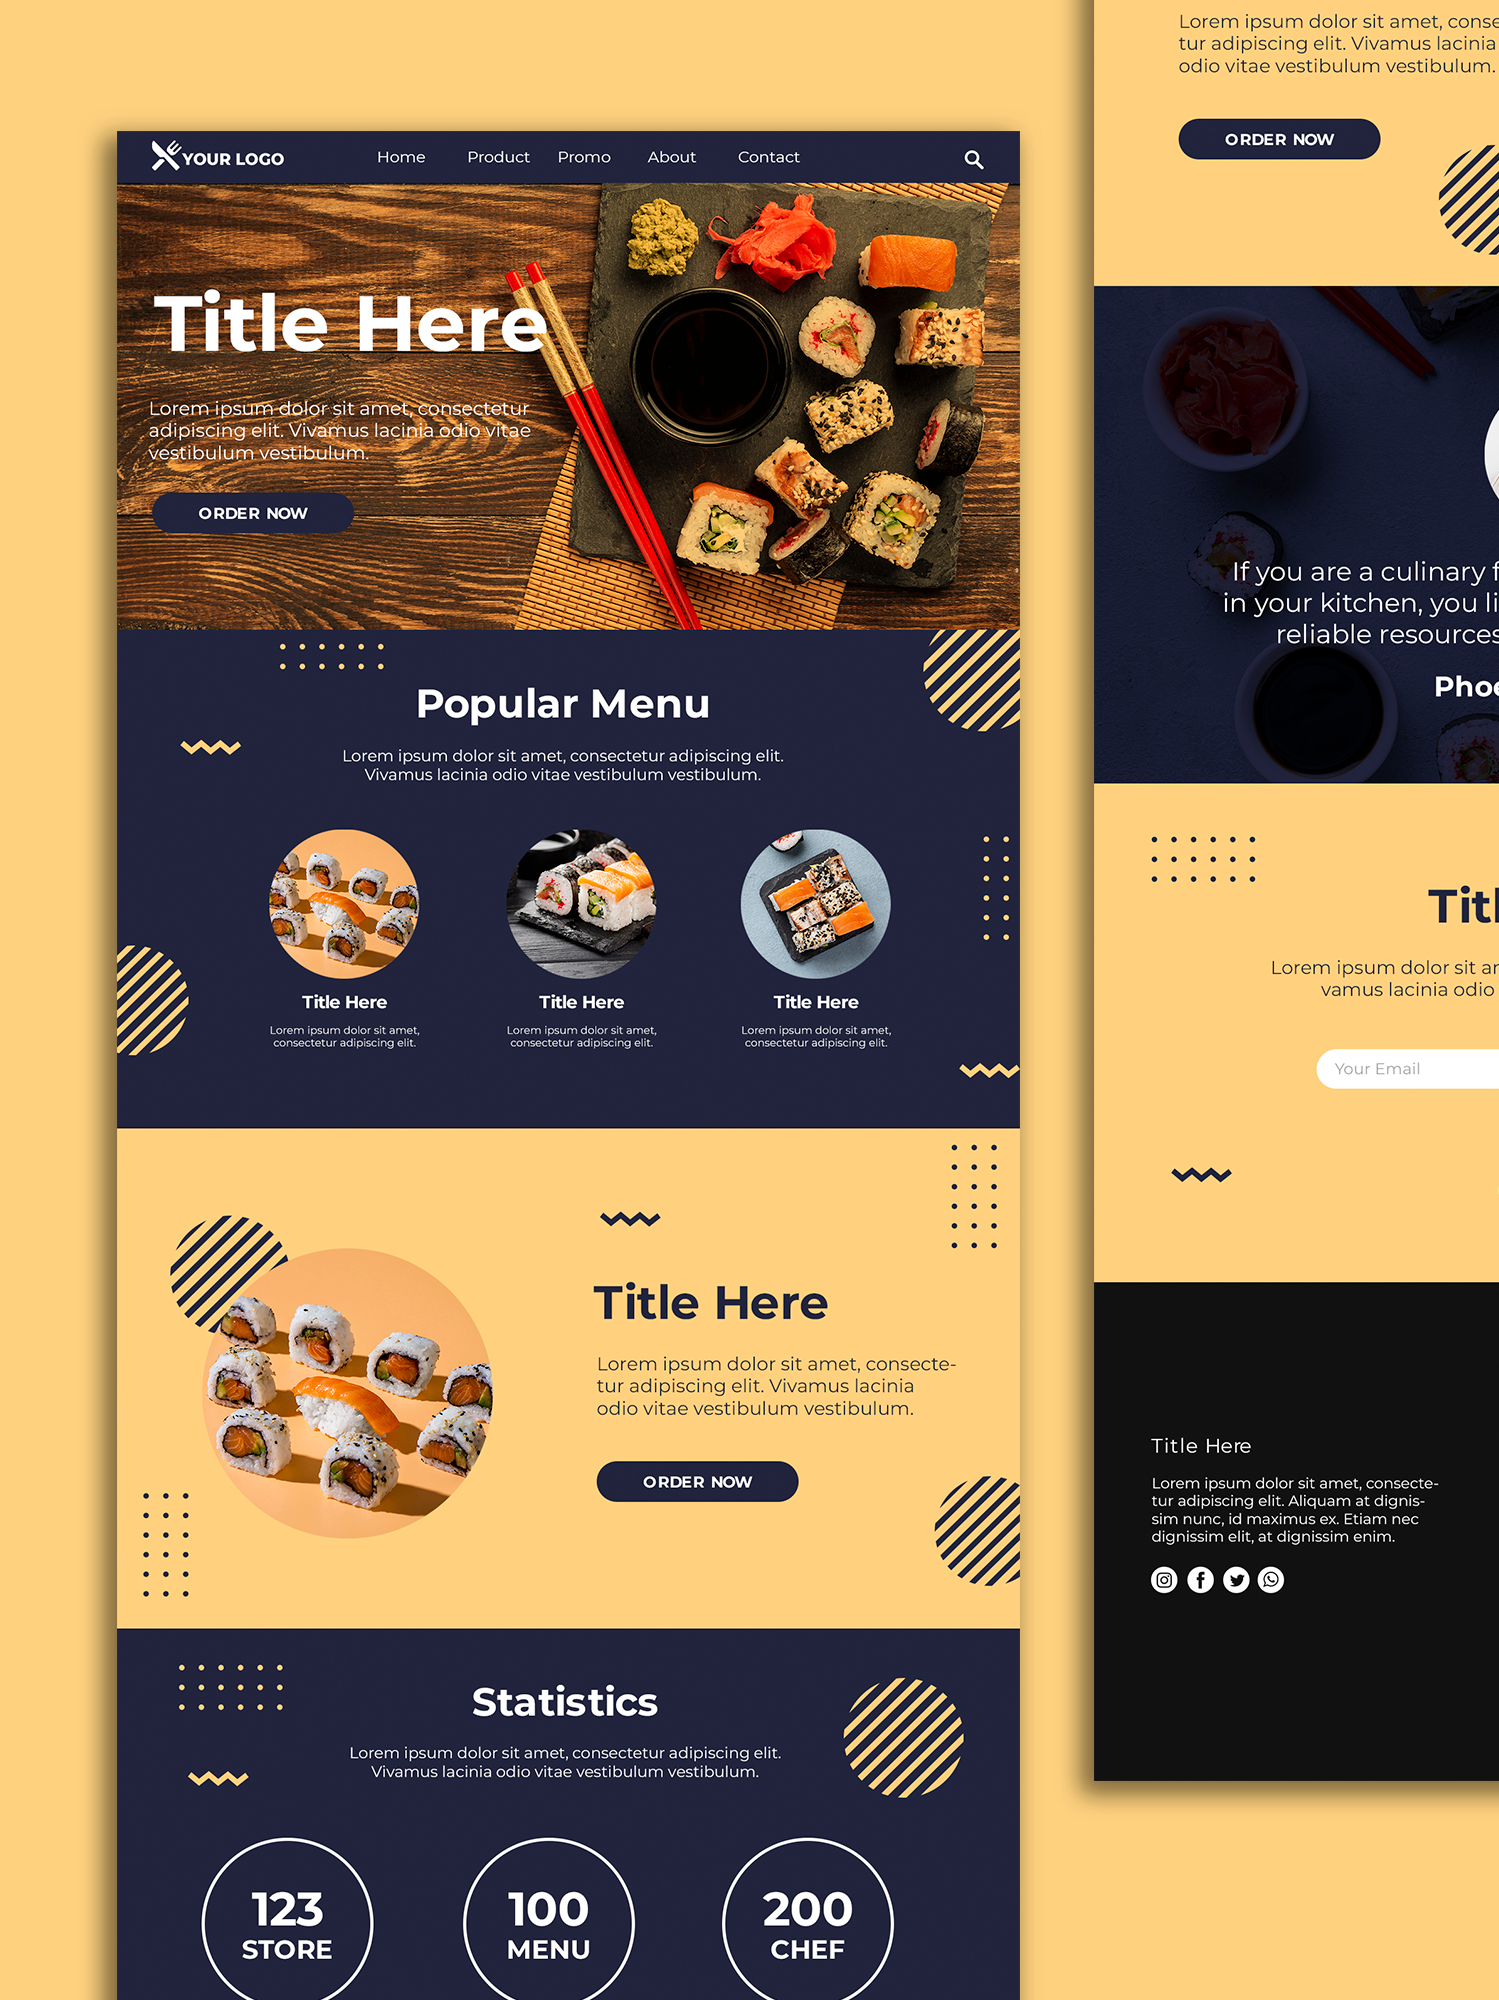 YOUR LOGO
Home Product Promo About Contact
Title Here
Lorem ipsum dolor sit amet, consectetur
adipiscing elit. Vivamus lacinia odio vitae
vestibulum vestibulum.
ORDER NOW
Popular Menu
Lorem ipsum dolor sit amet, consectetur adipiscing elit.
Vivamus lacinia odio vitae vestibulum vestibulum.
Title Here
Lorem ipsum dolor sit amet,
consectetur adipiscing elit.
Title Here
Lorem ipsum dolor sit amet,
consectetur adipiscing elit.
Title Here
Lorem ipsum dolor sit amet,
consectetur adipiscing elit.
Title Here
Lorem ipsum dolor sit amet, consecte-
tur adipiscing elit. Vivamus lacinia
odio vitae vestibulum vestibulum.
ORDER NOW
Statistics
Lorem ipsum dolor sit amet, consectetur adipiscing elit.
Vivamus lacinia odio vitae vestibulum vestibulum.
123
STORE
100
MENU
200
CHEF
Lorem ipsum dolor sit amet, conse
tur adipiscing elit. Vivamus lacinia
odio vitae vestibulum vestibulum.
ORDER NOW
If you are a culinary f
in your kitchen, you li
reliable resources
Phoe
Titl
Lorem ipsum dolor sit ar
vamus lacinia odio
Your Email
Title Here
Lorem ipsum dolor sit amet, consecte-
tur adipiscing elit. Aliquam at dignis-
sim nunc, id maximus ex. Etiam nec
dignissim elit, at dignissim enim.